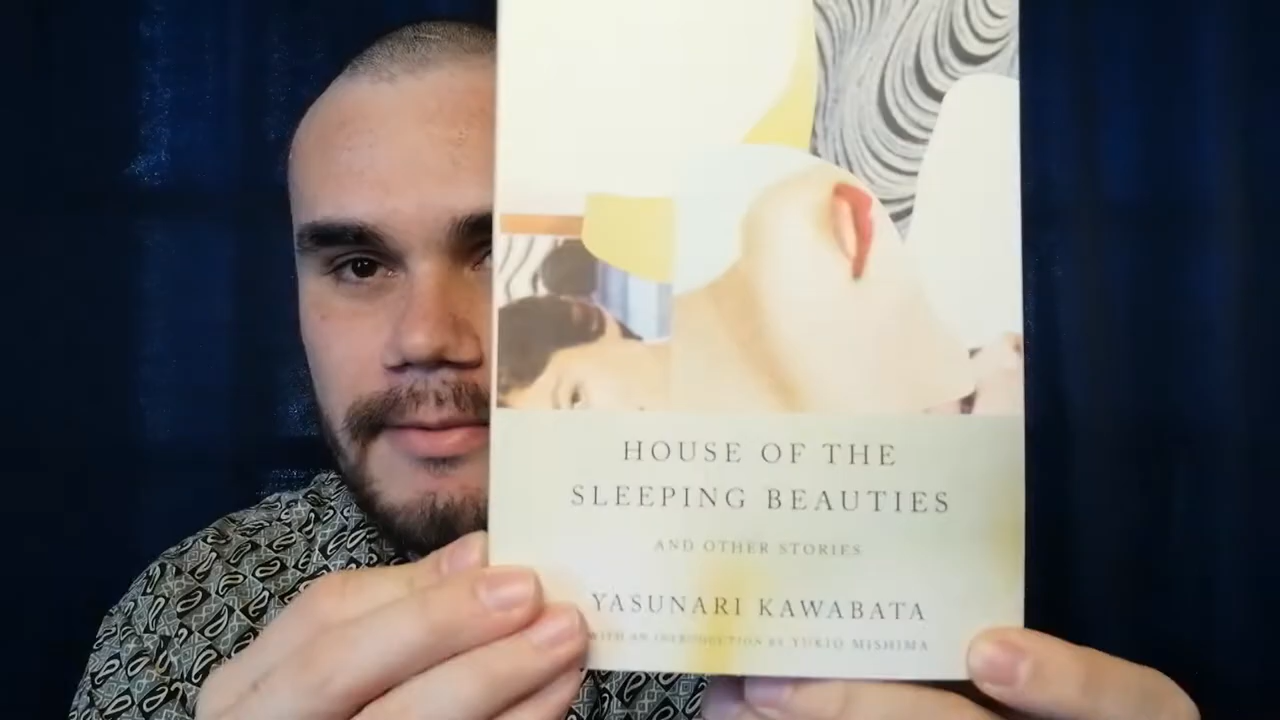 HOUSE OF THE
SLEEPING BEAUTIES
AND OTHER STORIES
YASUNARI KAWABATA
WITH AN INTRODUCTION BY YUKIO MISHIMA